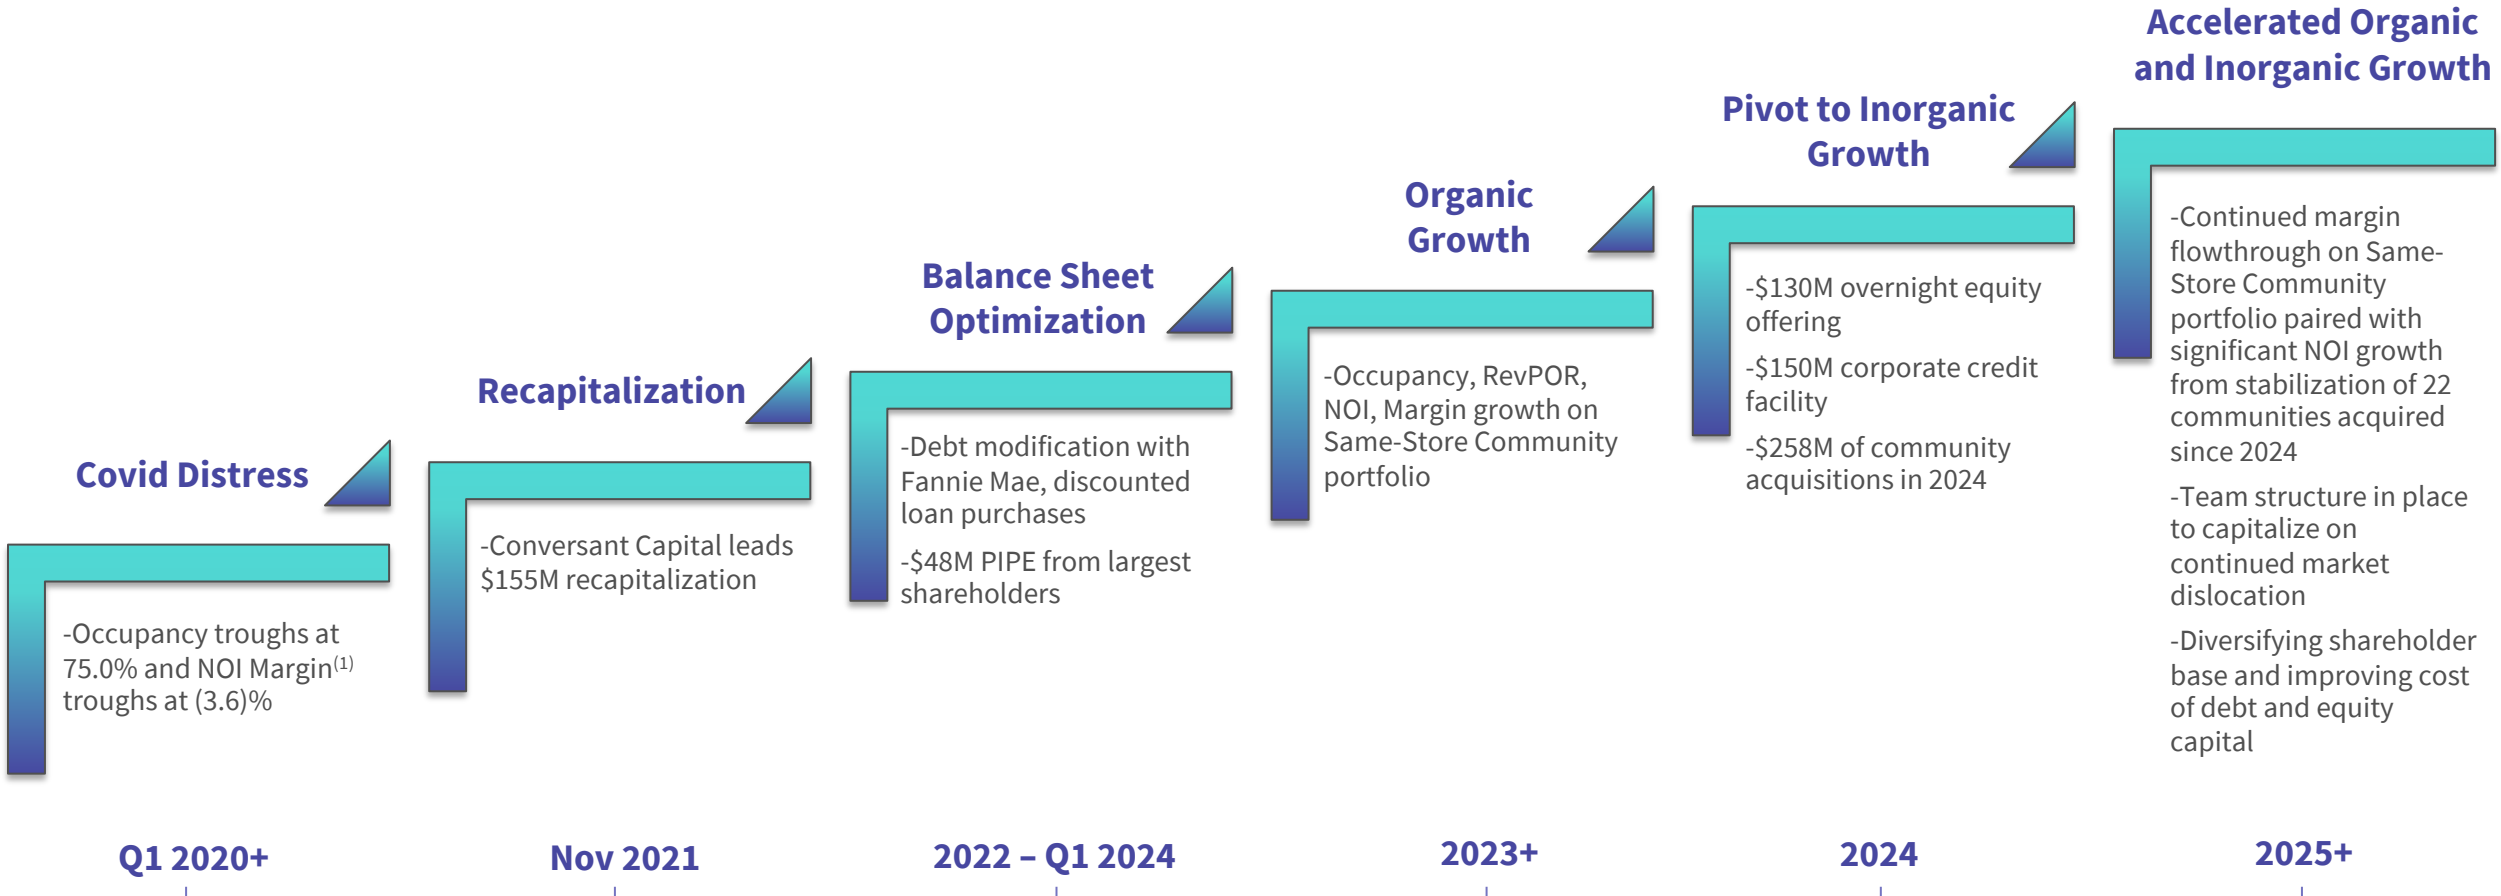 Covid Distress
-Occupancy troughs at
75.0% and NOI Margin(1)
troughs at (3.6)%
Q1 2020+
Recapitalization
-Conversant Capital leads
$155M recapitalization
Nov 2021
Balance Sheet
Optimization
-Debt modification with
Fannie Mae, discounted
loan purchases
-$48M PIPE from largest
shareholders
2022 – Q1 2024
Organic
Growth
-Occupancy, RevPOR,
NOI, Margin growth on
Same-Store Community
portfolio
2023+
Pivot to Inorganic
Growth
-$130M overnight equity
offering
-$150M corporate credit
facility
-$258M of community
acquisitions in 2024
2024
Accelerated Organic
and Inorganic Growth
-Continued margin
flowthrough on Same-
Store Community
portfolio paired with
significant NOI growth
from stabilization of 22
communities acquired
since 2024
-Team structure in place
to capitalize on
continued market
dislocation
-Diversifying shareholder
base and improving cost
of debt and equity
capital
2025+